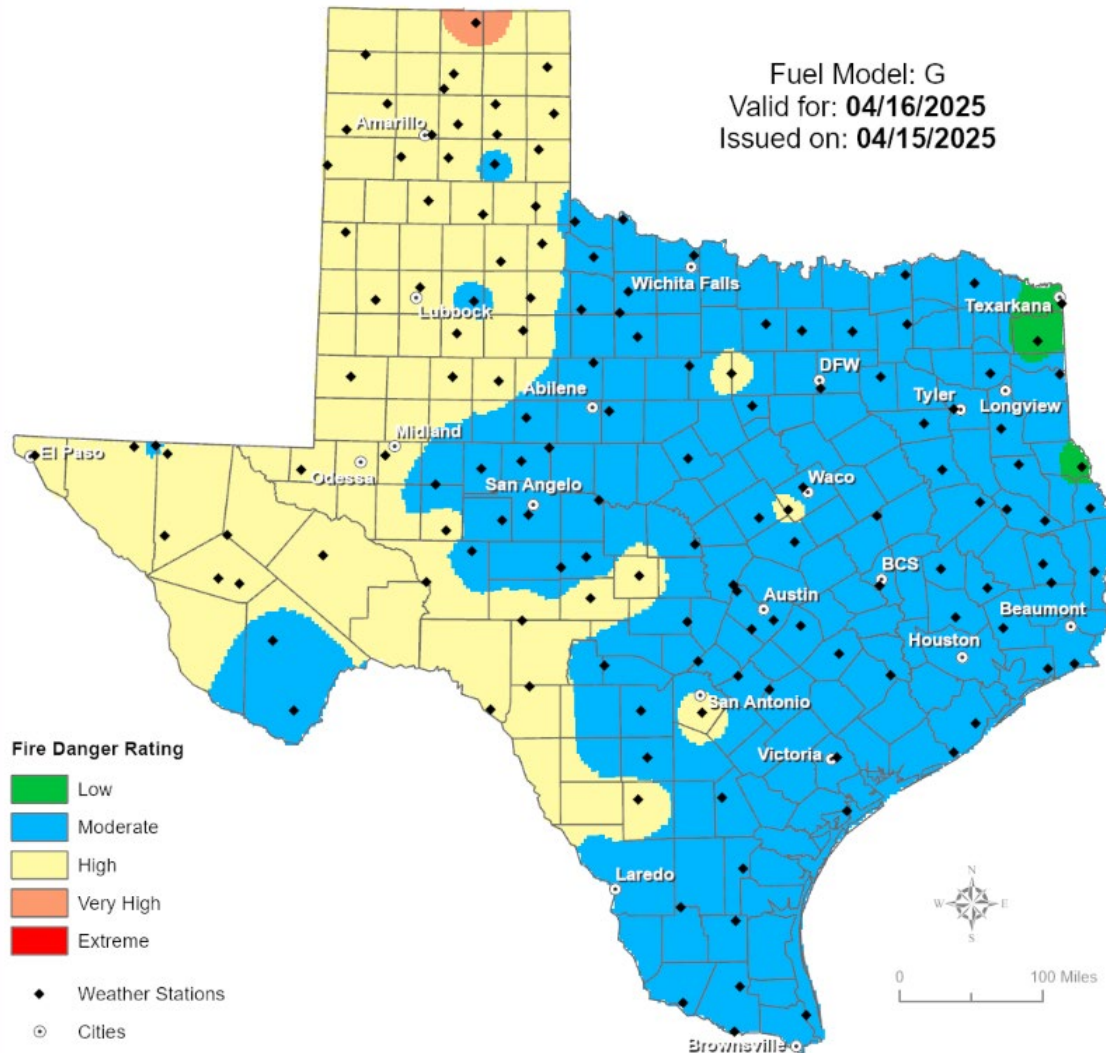 Fuel Model: G
Valid for: 04/16/2025
Issued on: 04/15/2025
Amarillo
Wichita Falls
Lubbock
Texarkana
DFW
Abilene
Tyler
Longview
Midland
El Paso
Odessa
Waco
San Angelo
BCS
Austin
Beaumont
Houston
San Antonio
Victoria
Laredo
Brownsville
Fire Danger Rating
Low
Moderate
High
Very High
Extreme
Weather Stations
Cities
N
W E
S
0 100 Miles